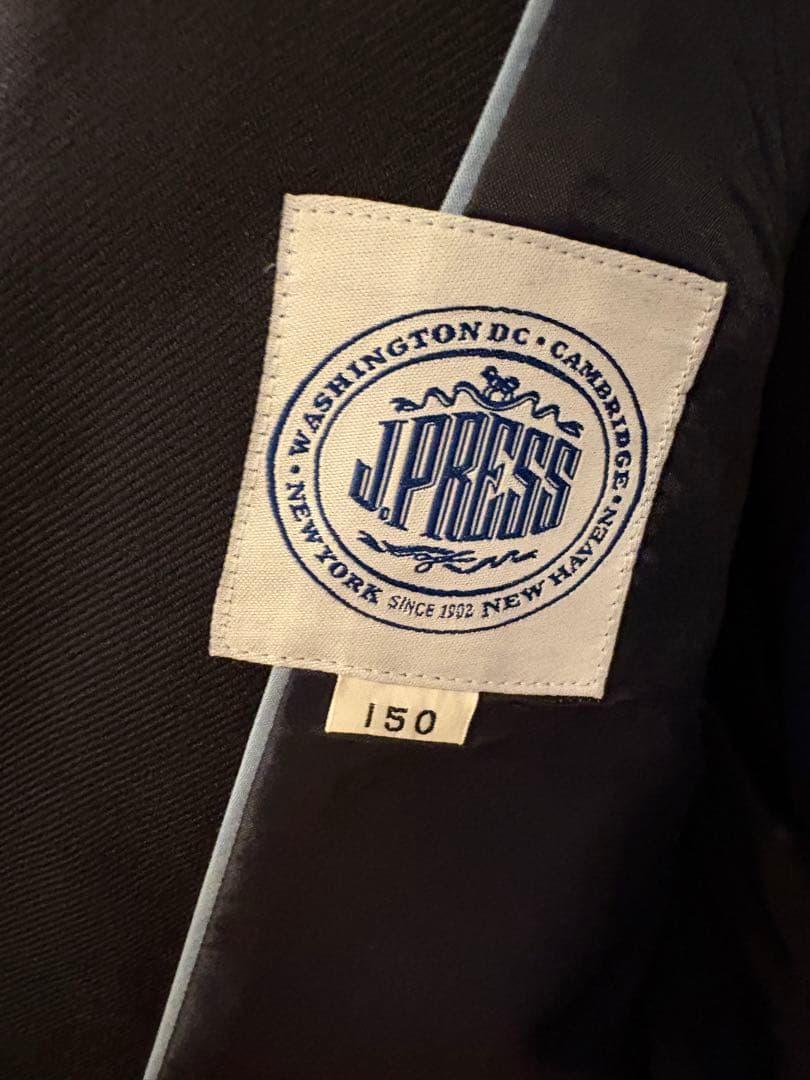 WASHINGTON DC • CAMBRIDGE • NEW HAVEN
SINCE 1902
• NEW YORK
J. PRESS
150